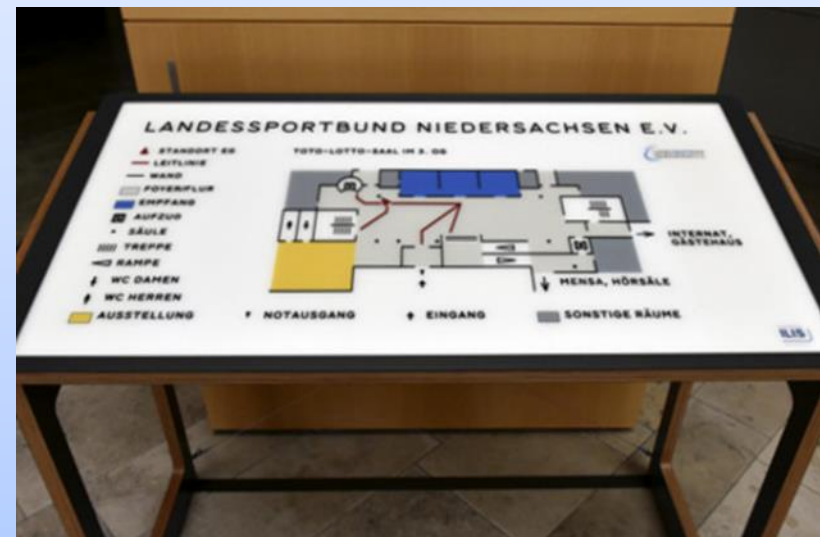 LANDESSPORTBUND NIEDERSACHSEN E.V.
STANDORT EG
TOTO-LOTTO-SAAL IM 2. OG
LEITLINIE
WAND
FOYER/FLUR
EMPFANG
AUFZUG
SÄULE
TREPPE
RAMPE
WC DAMEN
WC HERREN
AUSSTELLUNG
NOTAUSGANG
EINGANG
SONSTIGE RÄUME
INTERNAT,
GÄSTEHAUS
MENSA, HÖRSÄLE
ILIS